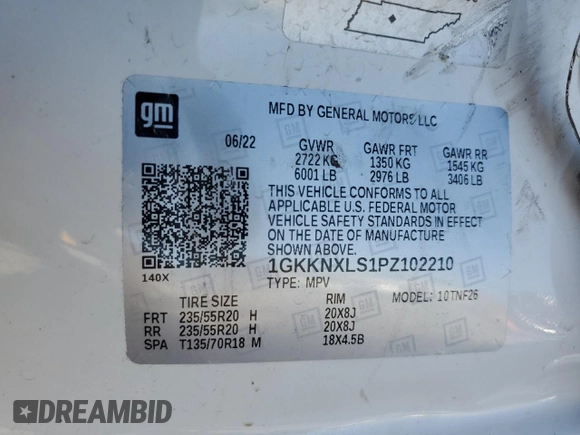 gm
MFD BY GENERAL MOTORS LLC
06/22 GVWR GAWR FRT GAWR RR
2722 KG 1350 KG 1545 KG
6001 LB 2976 LB 3406 LB
THIS VEHICLE CONFORMS TO ALL
APPLICABLE U.S. FEDERAL MOTOR
VEHICLE SAFETY STANDARDS IN EFFECT
ON THE DATE OF MANUFACTURE
SHOWN ABOVE.
1GKKNXLS1PZ102210
140X TYPE: MPV MODEL: 10TNF26
TIRE SIZE RIM
FRT 235/55R20 H 20X8J
RR 235/55R20 H 20X8J
SPA T135/70R18 M 18X4.5B
DREAMBID